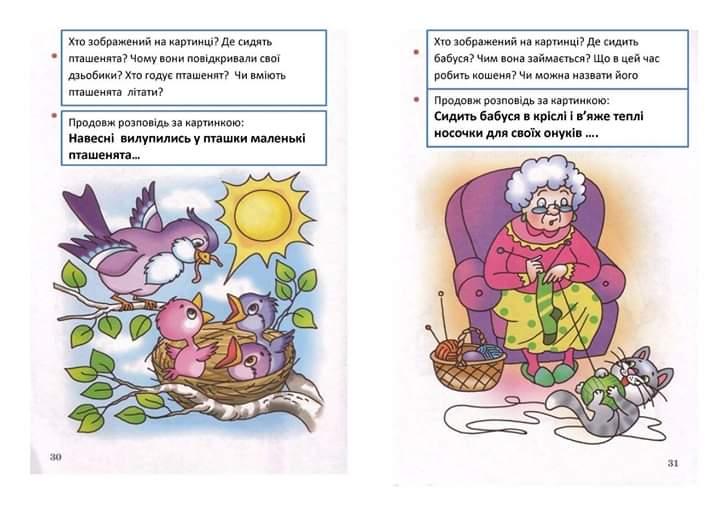 Хто зображений на картинці? Де сидять
пташенята? Чому вони повідкривали свої
дзьобики? Хто годує пташенят? Чи вміють
пташенята літати?
Продовж розповідь за картинкою:
Навесні вилупились у пташки маленькі
пташенята...
30
Хто зображений на картинці? Де сидить
бабуся? Чим вона займається? Що в цей час
робить кошеня? Чи можна назвати його
Продовж розповідь за картинкою:
Сидить бабуся в кріслі і в'яже теплі
носочки для своїх онуків ....
31